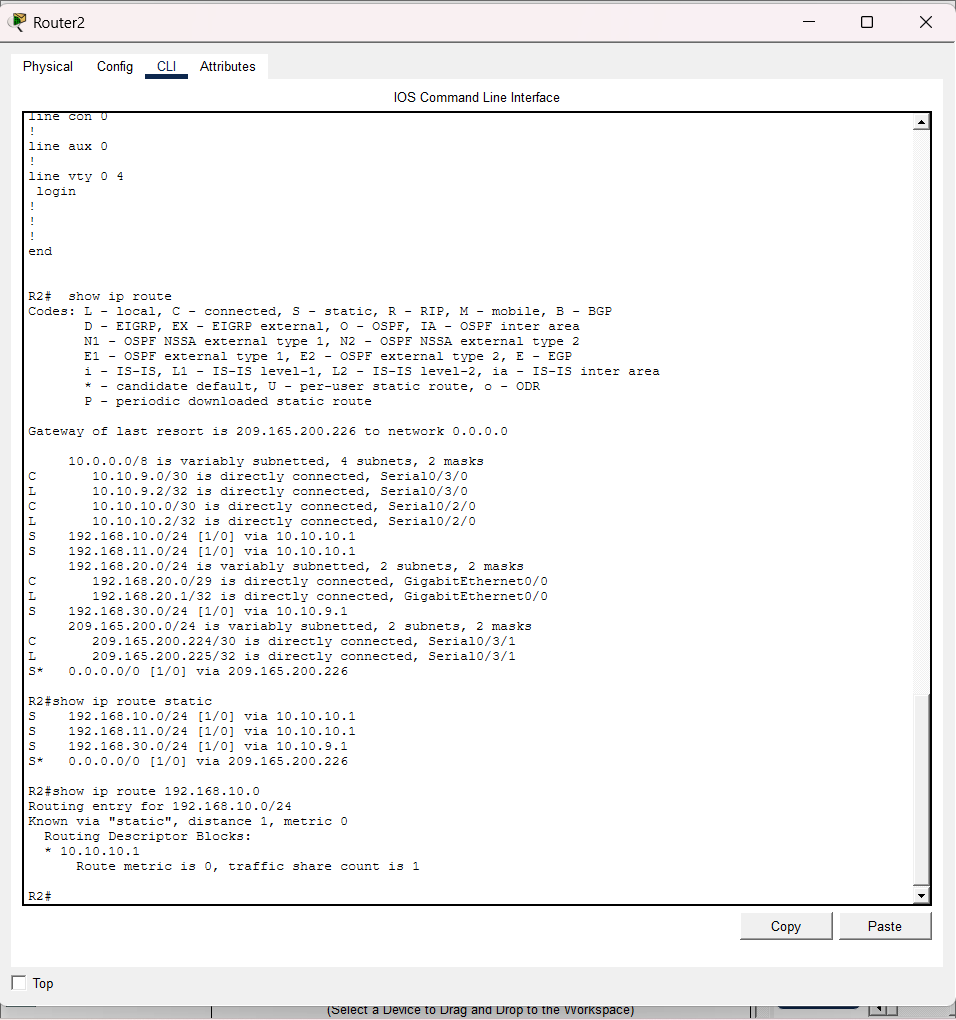 Router2
Physical Config CLI Attributes
IOS Command Line Interface
line con 0
!
line aux 0
!
line vty 0 4
 login
!
!
!
end


R2#  show ip route
Codes: L - local, C - connected, S - static, R - RIP, M - mobile, B - BGP
       D - EIGRP, EX - EIGRP external, O - OSPF, IA - OSPF inter area
       N1 - OSPF NSSA external type 1, N2 - OSPF NSSA external type 2
       E1 - OSPF external type 1, E2 - OSPF external type 2, E - EGP
       i - IS-IS, L1 - IS-IS level-1, L2 - IS-IS level-2, ia - IS-IS inter area
       * - candidate default, U - per-user static route, o - ODR
       P - periodic downloaded static route

Gateway of last resort is 209.165.200.226 to network 0.0.0.0

     10.0.0.0/8 is variably subnetted, 4 subnets, 2 masks
C       10.10.9.0/30 is directly connected, Serial0/3/0
L       10.10.9.2/32 is directly connected, Serial0/3/0
C       10.10.10.0/30 is directly connected, Serial0/2/0
L       10.10.10.2/32 is directly connected, Serial0/2/0
S    192.168.10.0/24 [1/0] via 10.10.10.1
S    192.168.11.0/24 [1/0] via 10.10.10.1
     192.168.20.0/24 is variably subnetted, 2 subnets, 2 masks
C       192.168.20.0/29 is directly connected, GigabitEthernet0/0
L       192.168.20.1/32 is directly connected, GigabitEthernet0/0
S    192.168.30.0/24 [1/0] via 10.10.9.1
     209.165.200.0/24 is variably subnetted, 2 subnets, 2 masks
C       209.165.200.224/30 is directly connected, Serial0/3/1
L       209.165.200.225/32 is directly connected, Serial0/3/1
S*   0.0.0.0/0 [1/0] via 209.165.200.226

R2#show ip route static
S    192.168.10.0/24 [1/0] via 10.10.10.1
S    192.168.11.0/24 [1/0] via 10.10.10.1
S    192.168.30.0/24 [1/0] via 10.10.9.1
S*   0.0.0.0/0 [1/0] via 209.165.200.226

R2#show ip route 192.168.10.0
Routing entry for 192.168.10.0/24
Known via "static", distance 1, metric 0
  Routing Descriptor Blocks:
  * 10.10.10.1
      Route metric is 0, traffic share count is 1

R2#
Copy Paste
Top
(Select a Device to Drag and Drop to the Workspace)